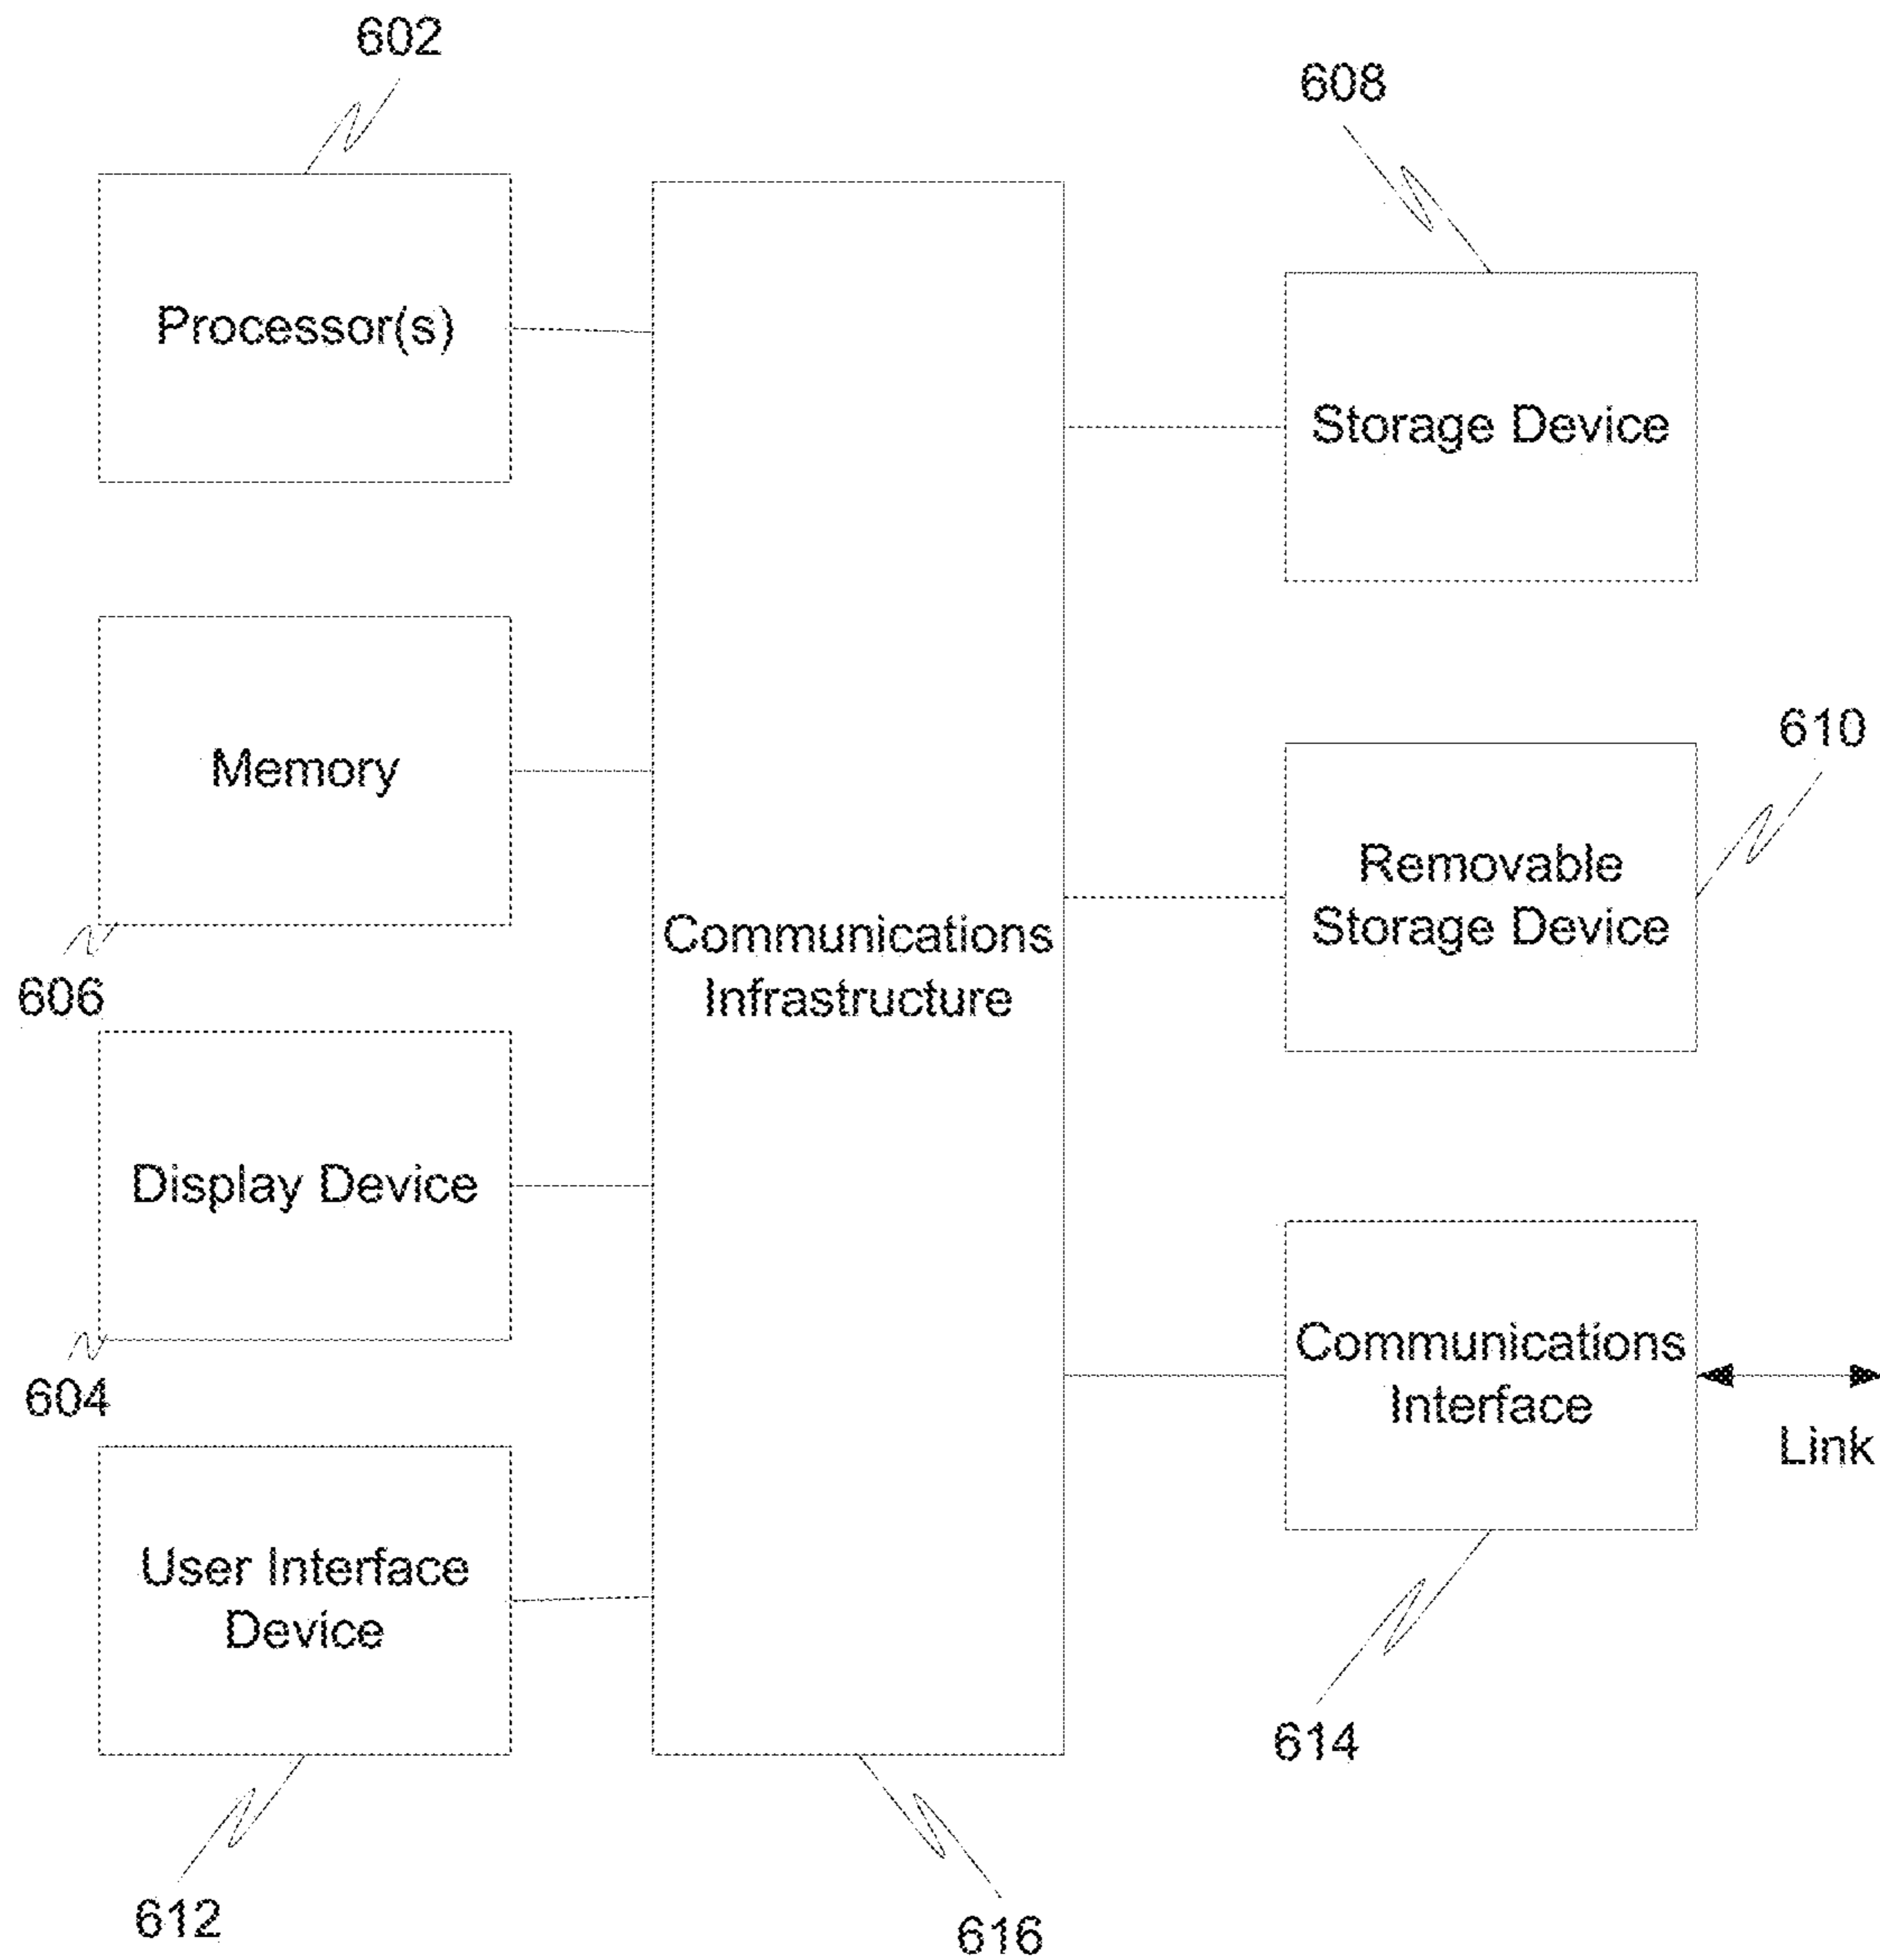 602
608
Processor(s)
Storage Device
610
Memory
Removable
Storage Device
606
Communications
Infrastructure
Display Device
604
Communications
Interface
Link
User Interface
Device
614
612
616